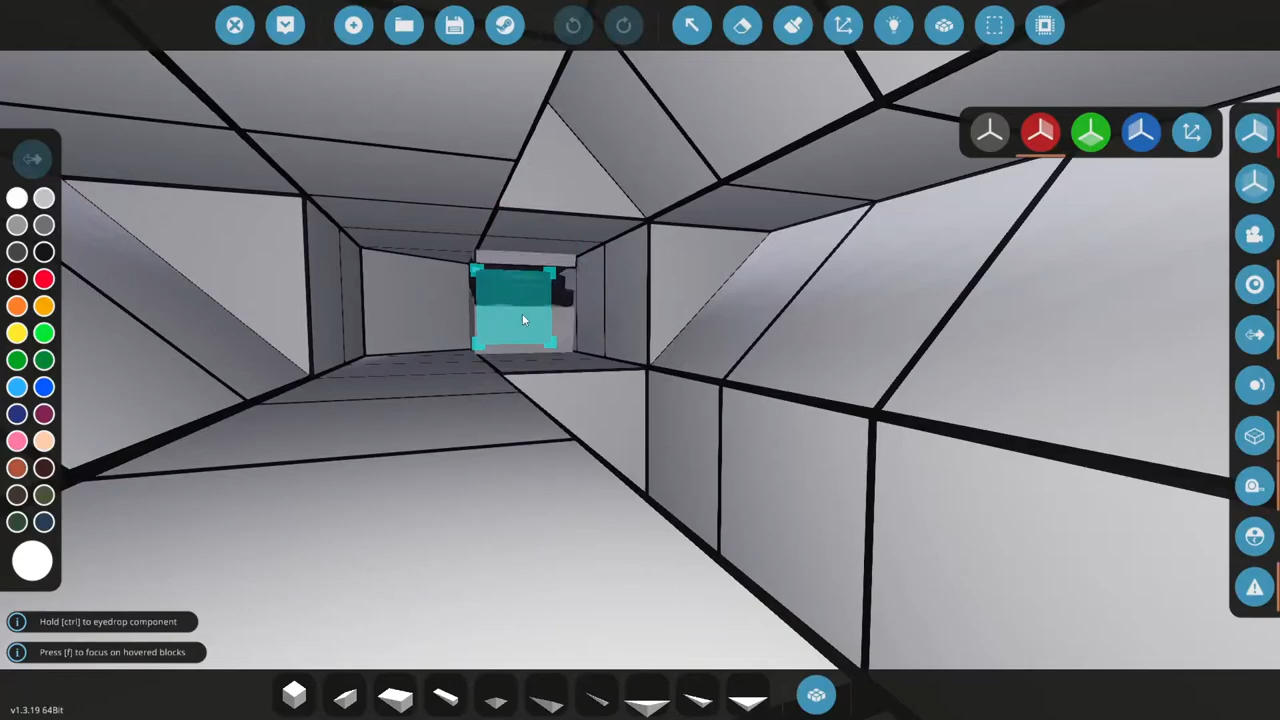 Hold [ctrl] to eyedrop component
Press [f] to focus on hovered blocks
v1.3.19 64Bit